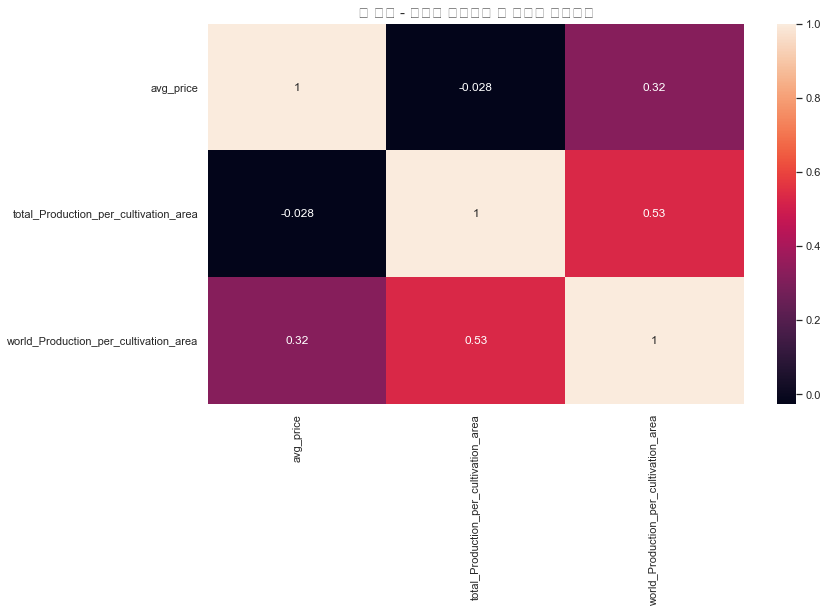 avg_price
total_Production_per_cultivation_area
world_Production_per_cultivation_area
1 -0.028 0.32
-0.028 1 0.53
0.32 0.53 1
avg_price
total_Production_per_cultivation_area
world_Production_per_cultivation_area
1.0
0.8
0.6
0.4
0.2
0.0